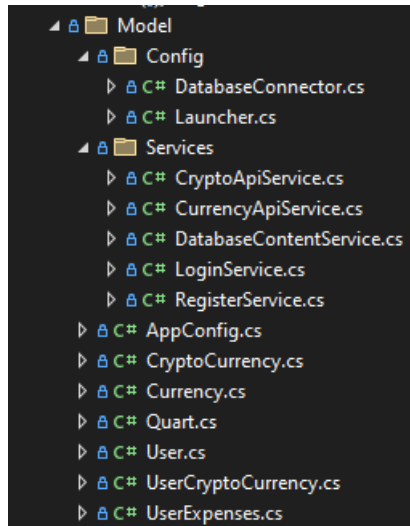 Model
Config
C# DatabaseConnector.cs
C# Launcher.cs
Services
C# CryptoApiService.cs
C# CurrencyApiService.cs
C# DatabaseContentService.cs
C# LoginService.cs
C# RegisterService.cs
C# AppConfig.cs
C# CryptoCurrency.cs
C# Currency.cs
C# Quart.cs
C# User.cs
C# UserCryptoCurrency.cs
C# UserExpenses.cs